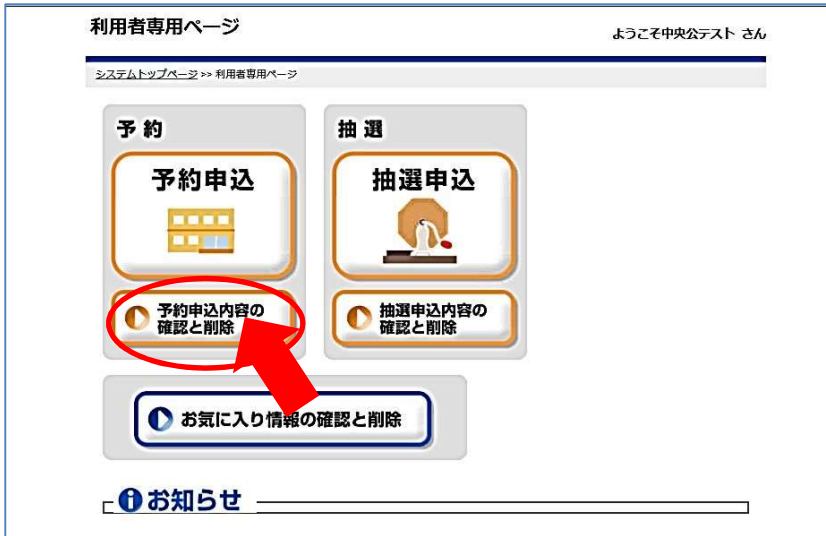 利用者専用ページ
ようこそ中央公テスト さん
システムトップページ >> 利用者専用ページ
予 約
抽 選
予約申込
抽選申込
予約申込内容の
確認と削除
抽選申込内容の
確認と削除
お気に入り情報の確認と削除
お知らせ